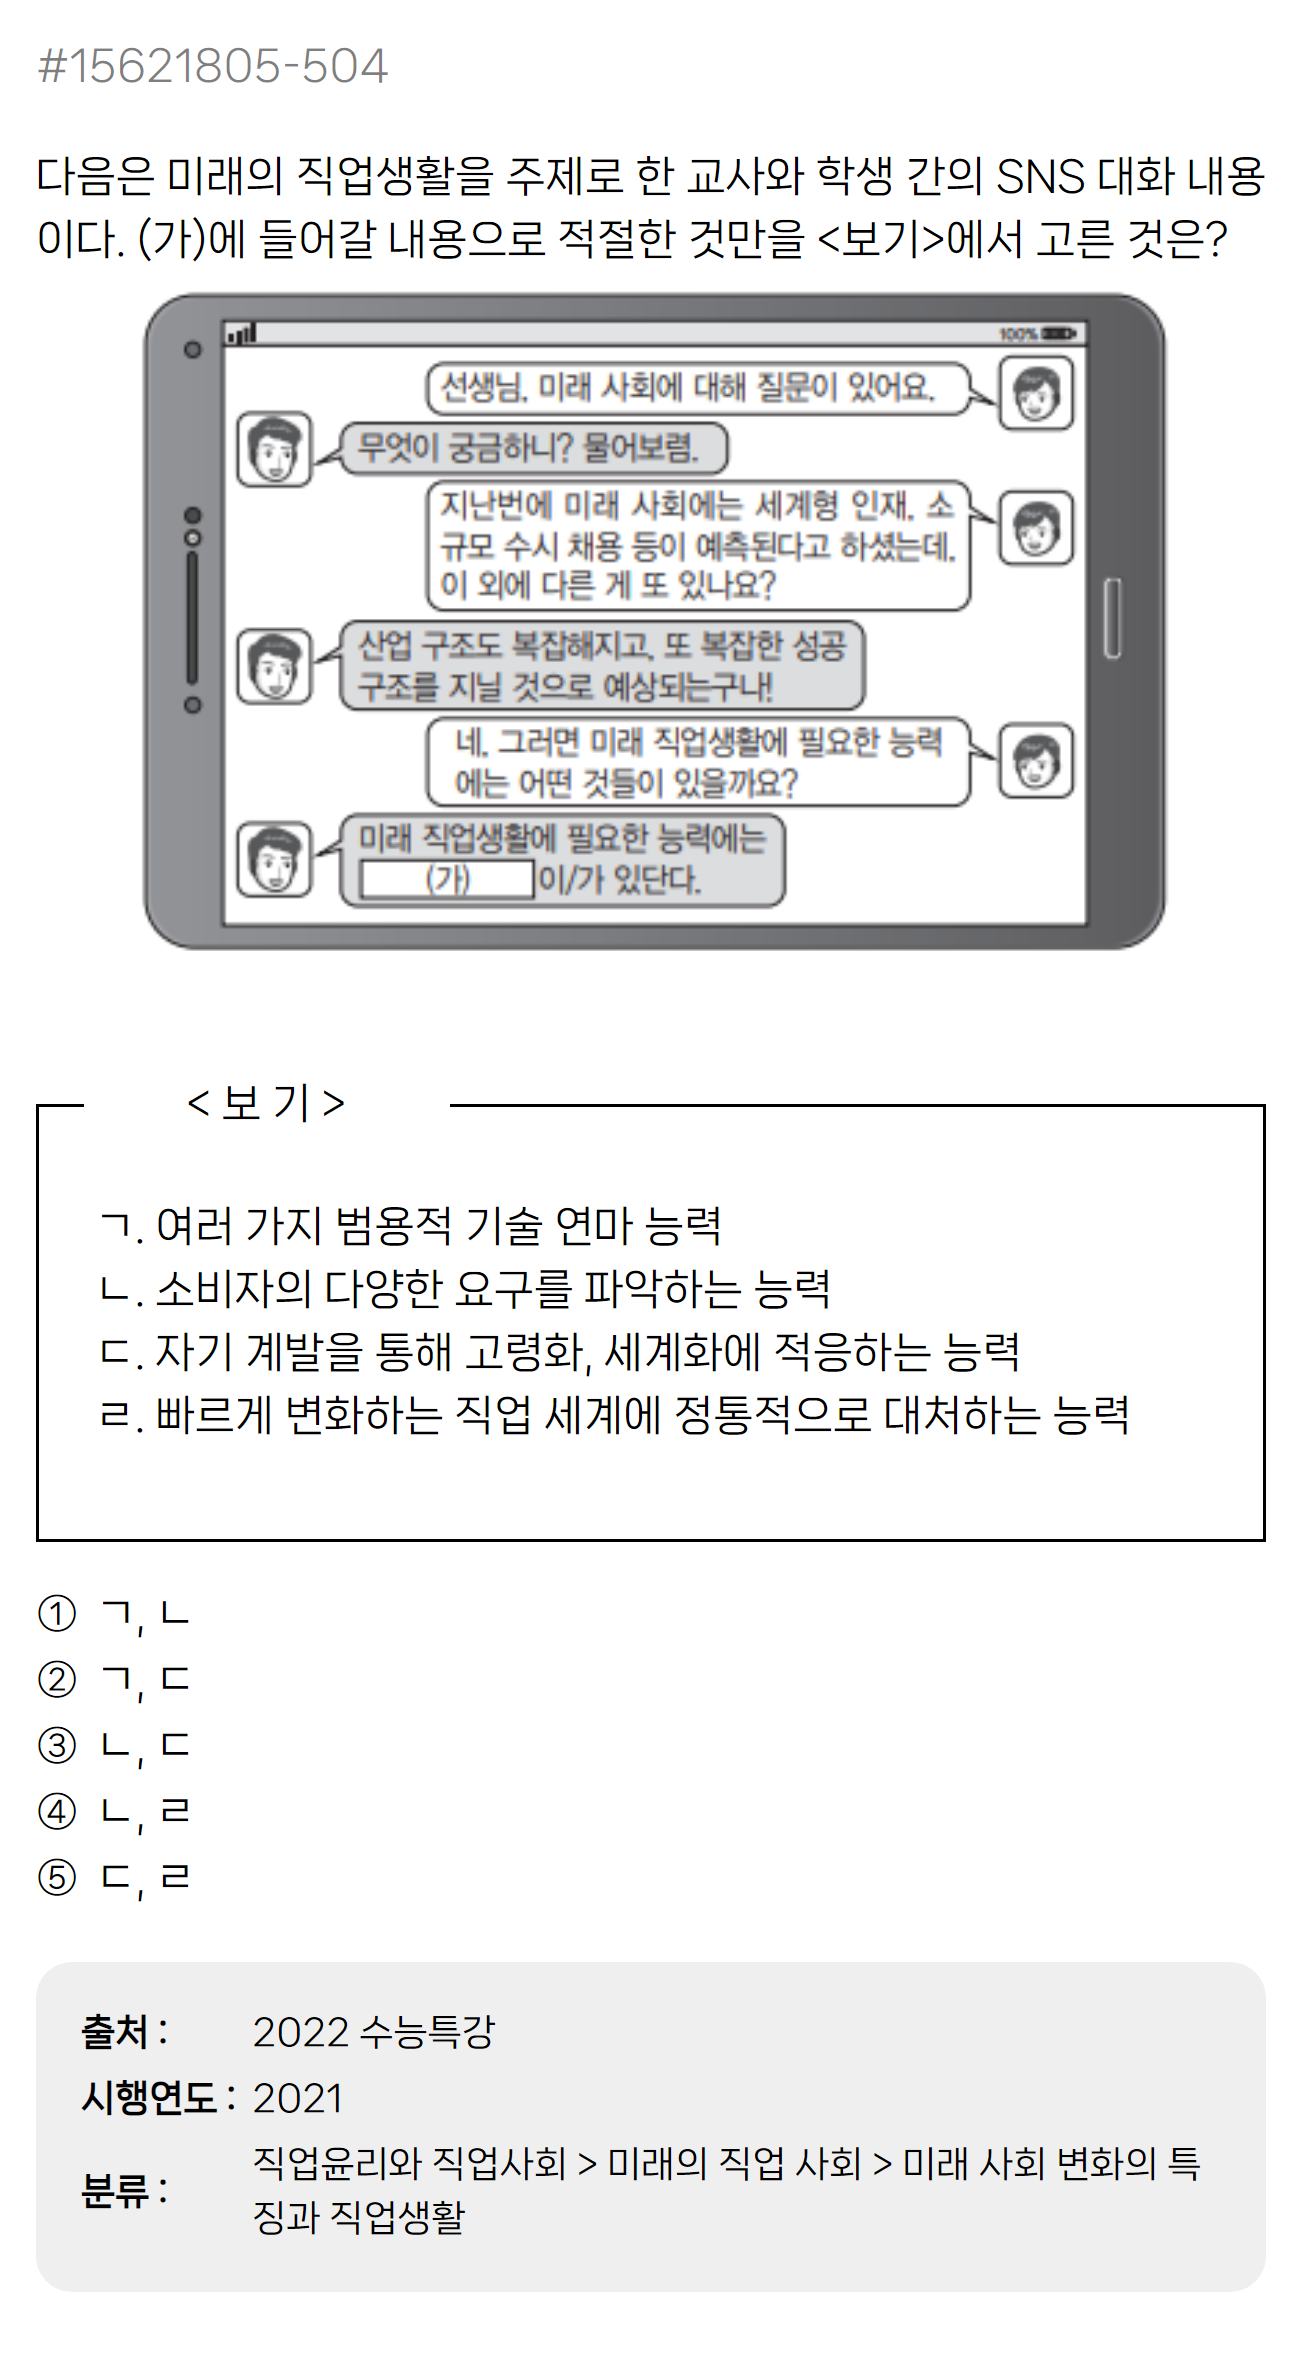 #15621805-504
다음은 미래의 직업생활을 주제로 한 교사와 학생 간의 SNS 대화 내용
이다. (가)에 들어갈 내용으로 적절한 것만을 <보기>에서 고른 것은?
100%
선생님, 미래 사회에 대해 질문이 있어요.
무엇이 궁금하니? 물어보렴.
지난번에 미래 사회에는 세계형 인재, 소
규모 수시 채용 등이 예측된다고 하셨는데,
이 외에 다른 게 또 있나요?
산업 구조도 복잡해지고, 또 복잡한 성공
구조를 지닐 것으로 예상되는구나!
네, 그러면 미래 직업생활에 필요한 능력
에는 어떤 것들이 있을까요?
미래 직업생활에 필요한 능력에는
(가) 이/가 있단다.
< 보 기 >
ㄱ. 여러 가지 범용적 기술 연마 능력
ㄴ. 소비자의 다양한 요구를 파악하는 능력
ㄷ. 자기 계발을 통해 고령화, 세계화에 적응하는 능력
ㄹ. 빠르게 변화하는 직업 세계에 정통적으로 대처하는 능력
① ㄱ, ㄴ
② ㄱ, ㄷ
③ ㄴ, ㄷ
④ ㄴ, ㄹ
⑤ ㄷ, ㄹ
출처 : 2022 수능특강
시행연도 : 2021
분류 : 직업윤리와 직업사회 > 미래의 직업 사회 > 미래 사회 변화의 특
징과 직업생활